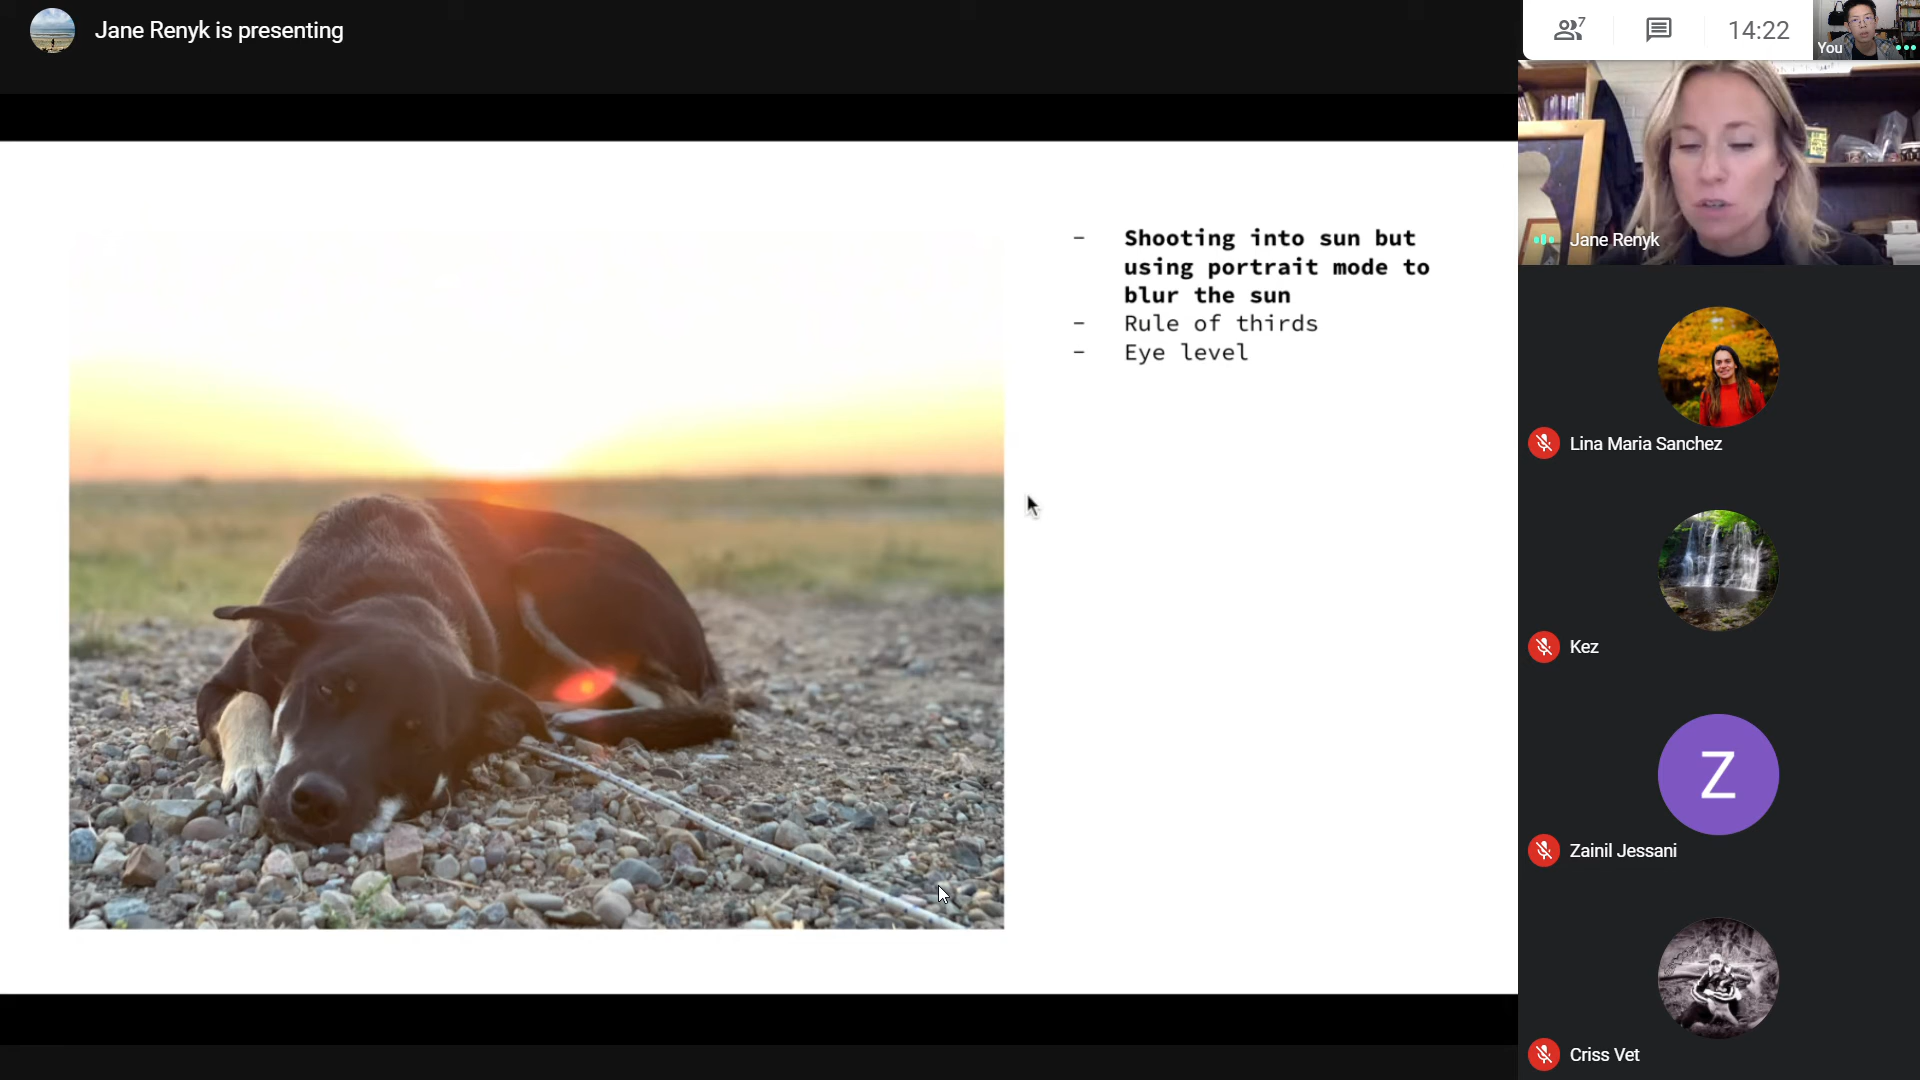 Jane Renyk is presenting
7
14:22
You
- Shooting into sun but
using portrait mode to
blur the sun
- Rule of thirds
- Eye level
Jane Renyk
Lina Maria Sanchez
Kez
Z
Zainil Jessani
Criss Vet